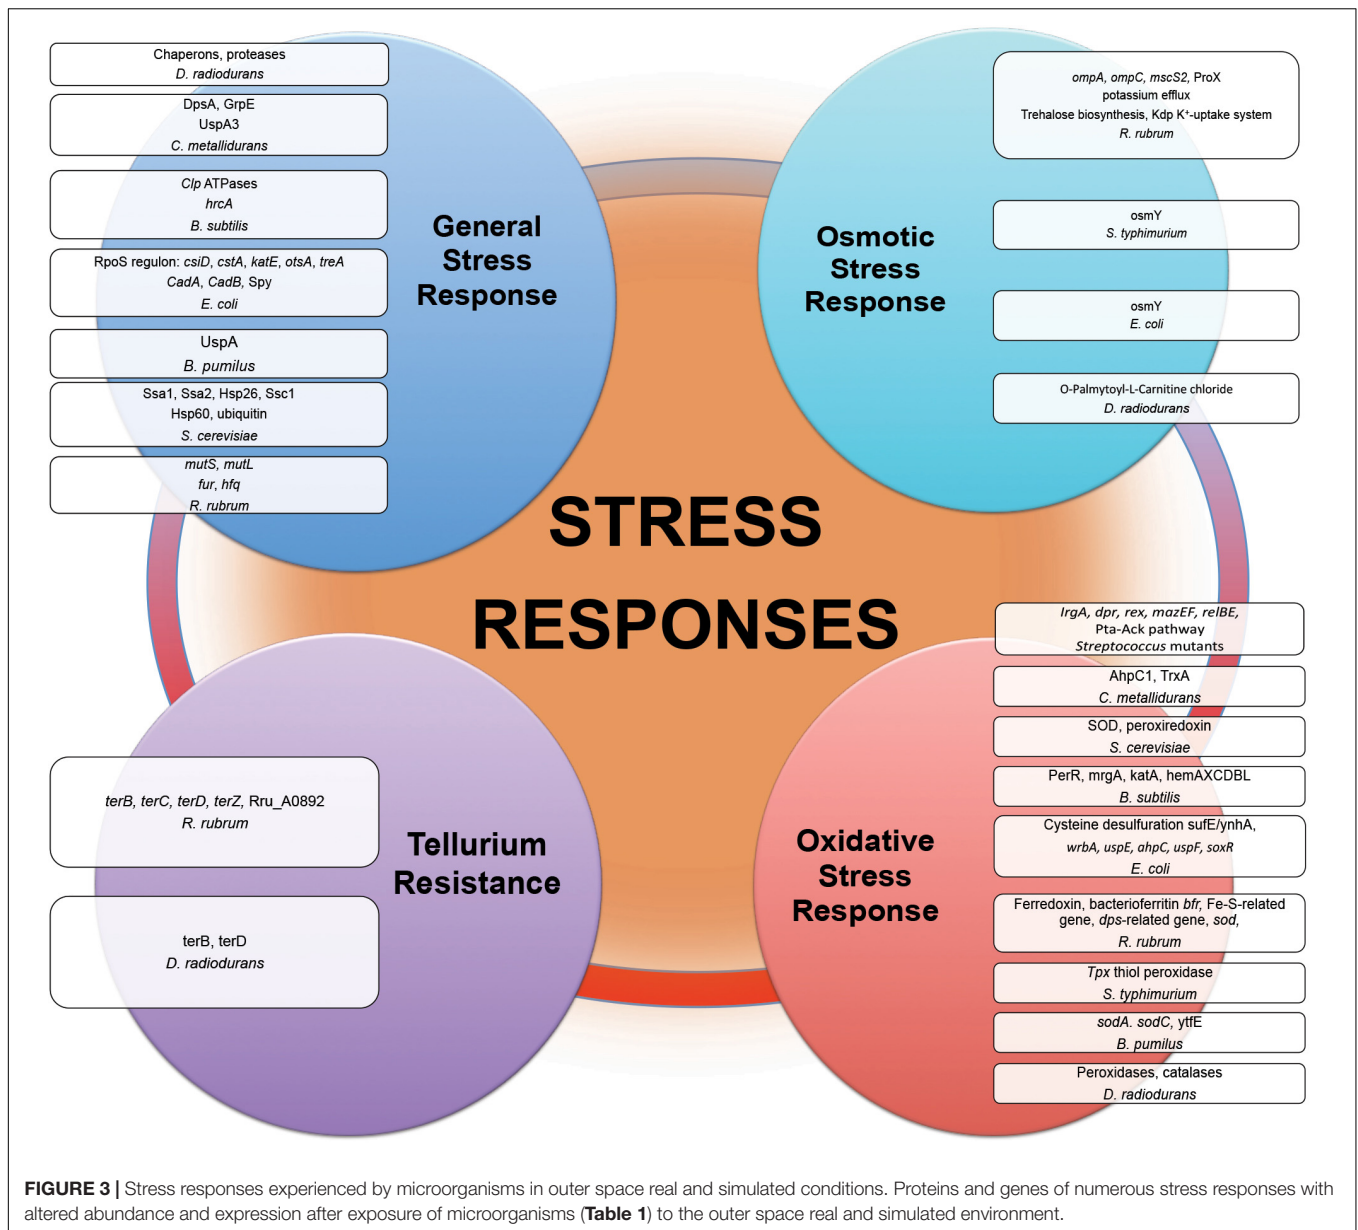 Chaperons, proteases
D. radiodurans
DpsA, GrpE
UspA3
C. metallidurans
Clp ATPases
hrcA
B. subtilis
RpoS regulon: csiD, cstA, katE, otsA, treA
CadA, CadB, Spy
E. coli
UspA
B. pumilus
Ssa1, Ssa2, Hsp26, Ssc1
Hsp60, ubiquitin
S. cerevisiae
mutS, mutL
fur, hfq
R. rubrum
General
Stress
Response
ompA, ompC, mscS2, ProX
potassium efflux
Trehalose biosynthesis, Kdp K⁺-uptake system
R. rubrum
osmY
S. typhimurium
osmY
E. coli
O-Palmytoyl-L-Carnitine chloride
D. radiodurans
Osmotic
Stress
Response
STRESS
RESPONSES
terB, terC, terD, terZ, Rru_A0892
R. rubrum
terB, terD
D. radiodurans
Tellurium
Resistance
lrgA, dpr, rex, mazEF, relBE,
Pta-Ack pathway
Streptococcus mutants
AhpC1, TrxA
C. metallidurans
SOD, peroxiredoxin
S. cerevisiae
PerR, mrgA, katA, hemAXCDBL
B. subtilis
Cysteine desulfuration sufE/ynhA,
wrbA, uspE, ahpC, uspF, soxR
E. coli
Ferredoxin, bacterioferritin bfr, Fe-S-related
gene, dps-related gene, sod,
R. rubrum
Tpx thiol peroxidase
S. typhimurium
sodA. sodC, ytfE
B. pumilus
Peroxidases, catalases
D. radiodurans
Oxidative
Stress
Response
FIGURE 3 | Stress responses experienced by microorganisms in outer space real and simulated conditions. Proteins and genes of numerous stress responses with
altered abundance and expression after exposure of microorganisms (Table 1) to the outer space real and simulated environment.